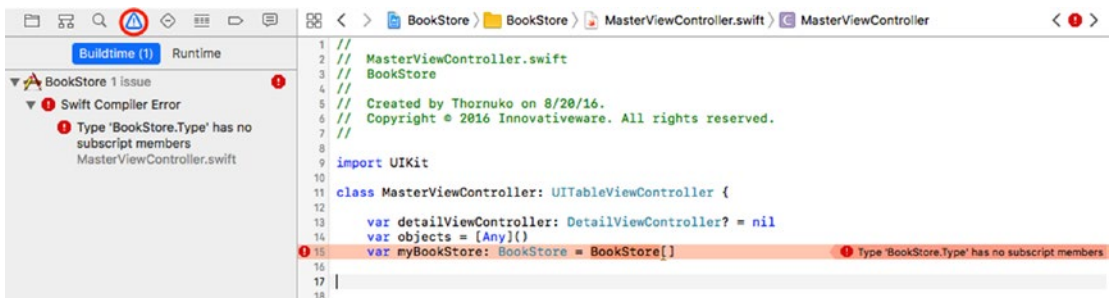 BookStore BookStore MasterViewController.swift C MasterViewController
Buildtime (1) Runtime
BookStore 1 issue
Swift Compiler Error
Type 'BookStore.Type' has no
subscript members
MasterViewController.swift
1 //
2 // MasterViewController.swift
3 // BookStore
4 //
5 // Created by Thornuko on 8/20/16.
6 // Copyright © 2016 Innovativeware. All rights reserved.
7 //
8
9 import UIKit
10
11 class MasterViewController: UITableViewController {
12
13 var detailViewController: DetailViewController? = nil
14 var objects = [Any]()
15 var myBookStore: BookStore = BookStore[] Type 'BookStore.Type' has no subscript members
16
17
18